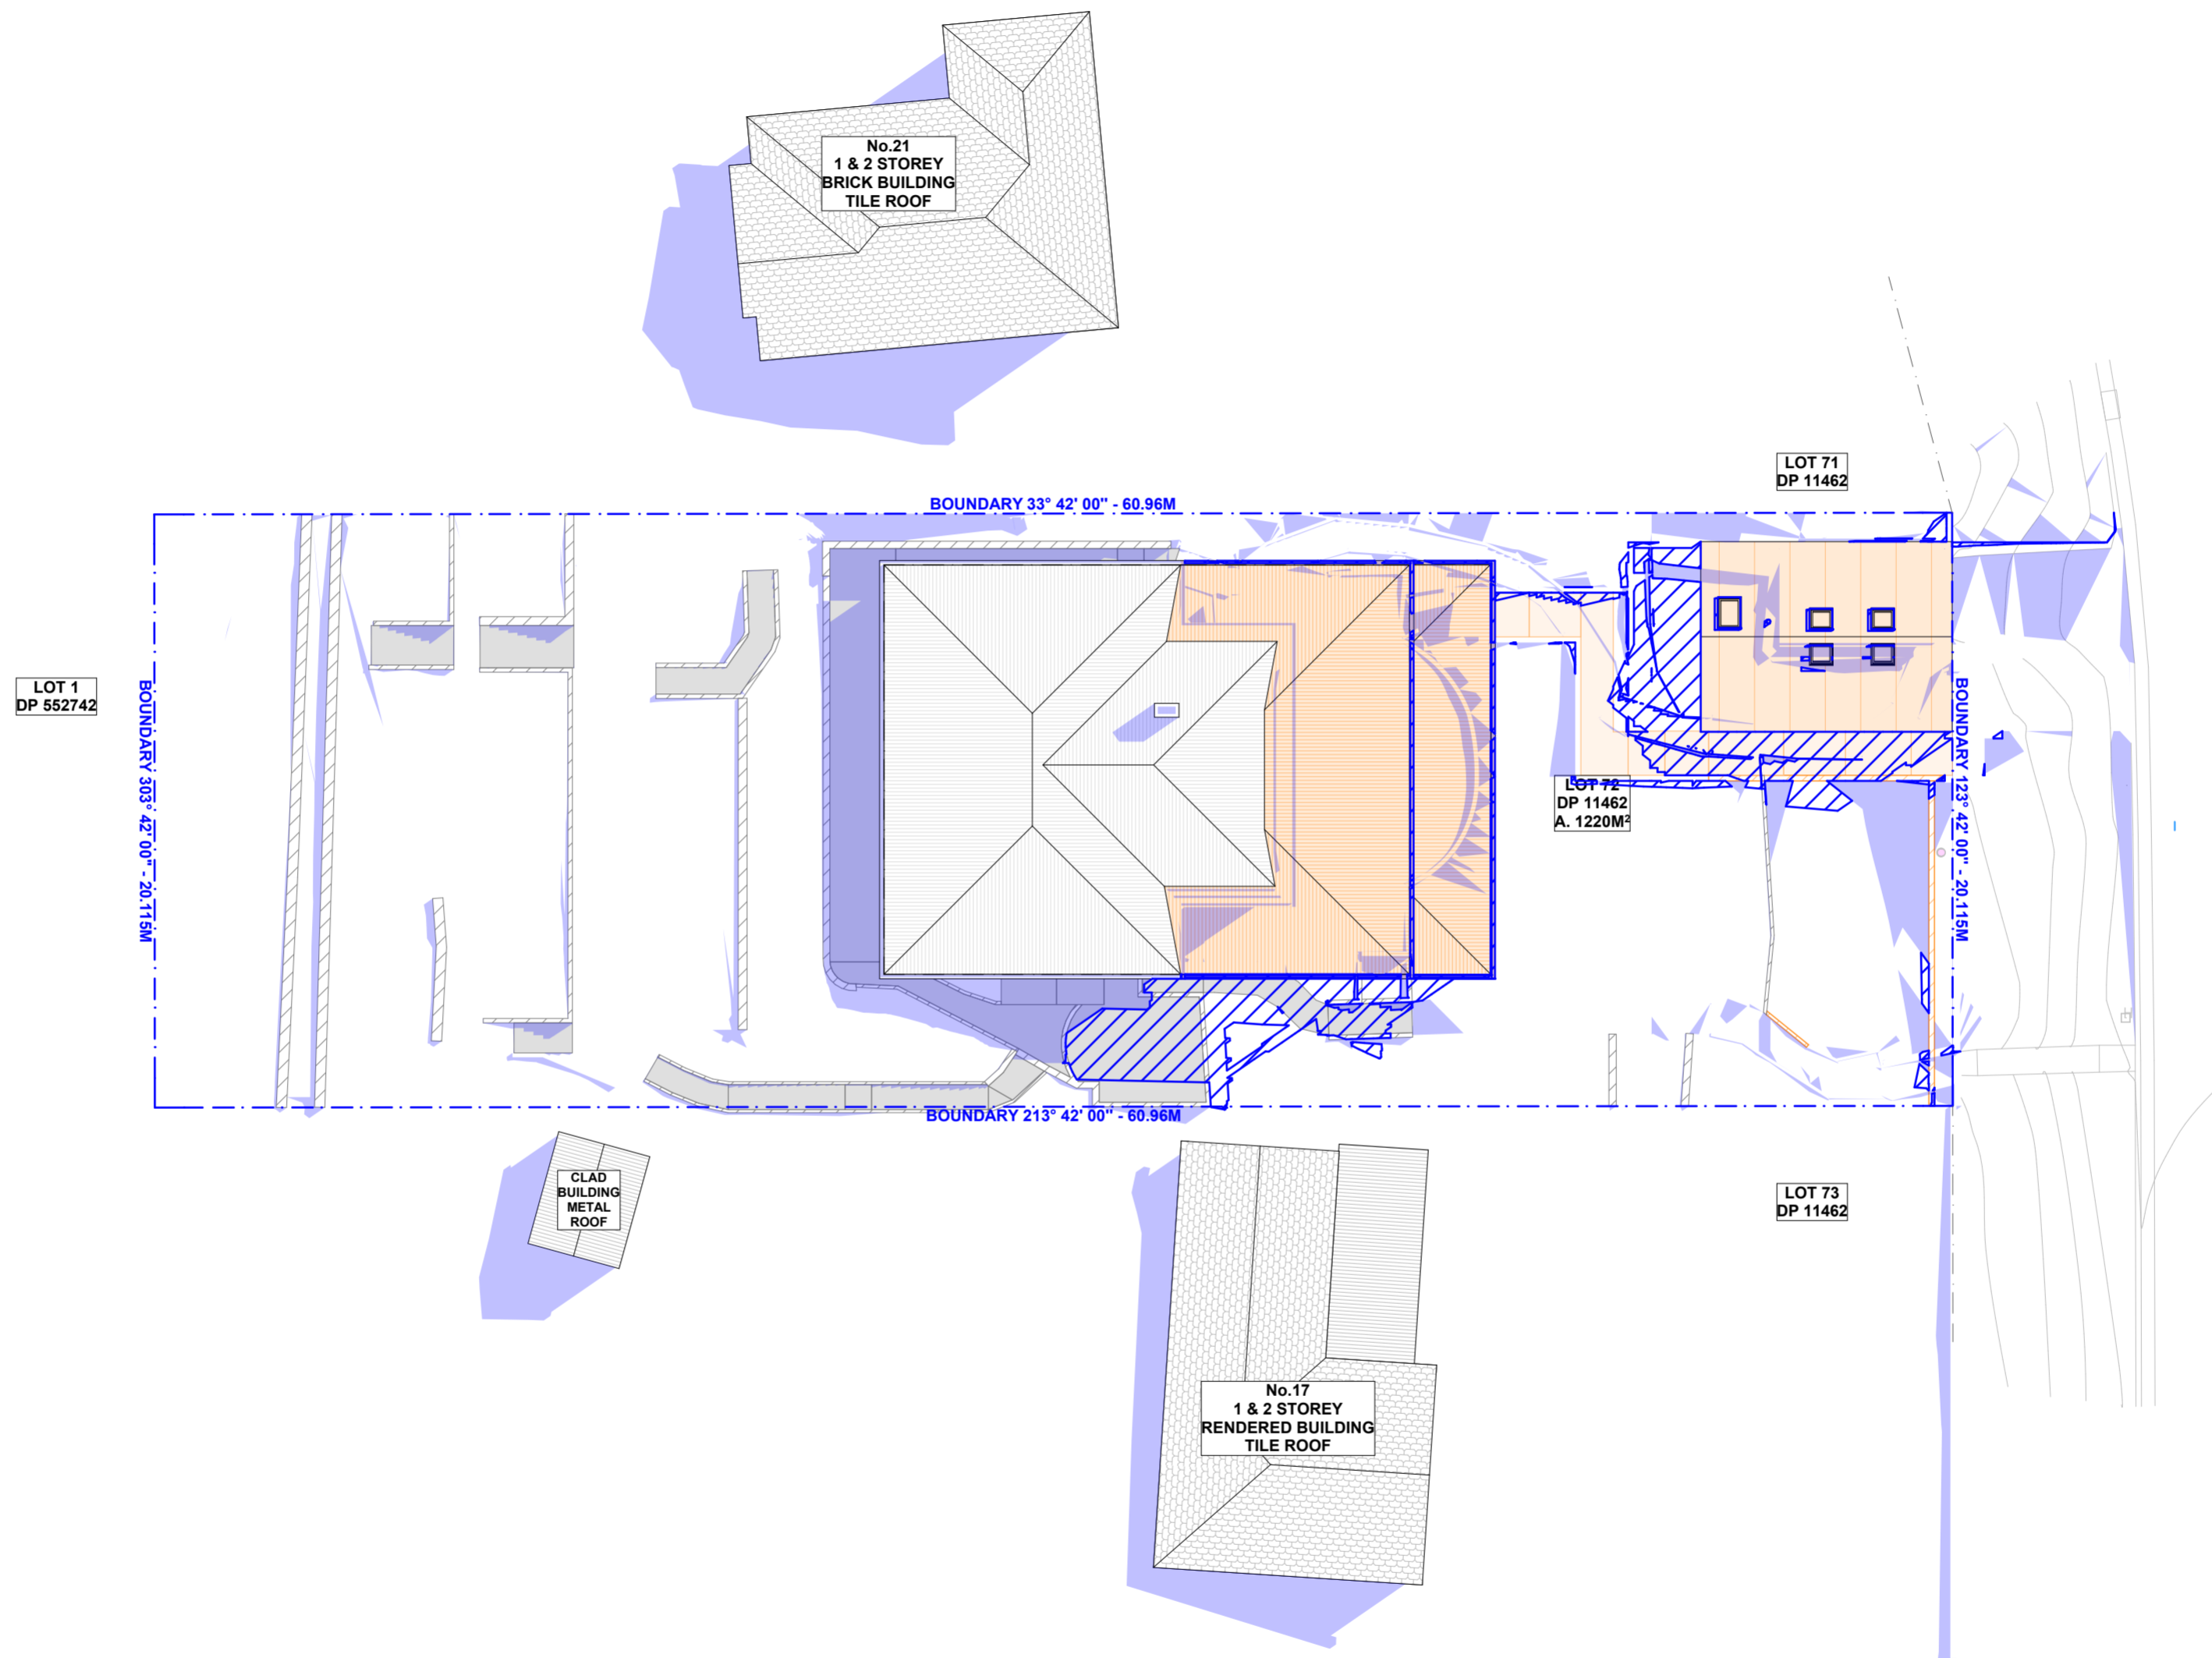 No.21
1 & 2 STOREY
BRICK BUILDING
TILE ROOF
LOT 71
DP 11462
BOUNDARY 33° 42' 00" - 60.96M
LOT 1
DP 552742
BOUNDARY 303° 42' 00" - 20.115M
BOUNDARY 123° 42' 00" - 20.115M
LOT 72
DP 11462
A. 1220M²
BOUNDARY 213° 42' 00" - 60.96M
CLAD
BUILDING
METAL
ROOF
LOT 73
DP 11462
No.17
1 & 2 STOREY
RENDERED BUILDING
TILE ROOF